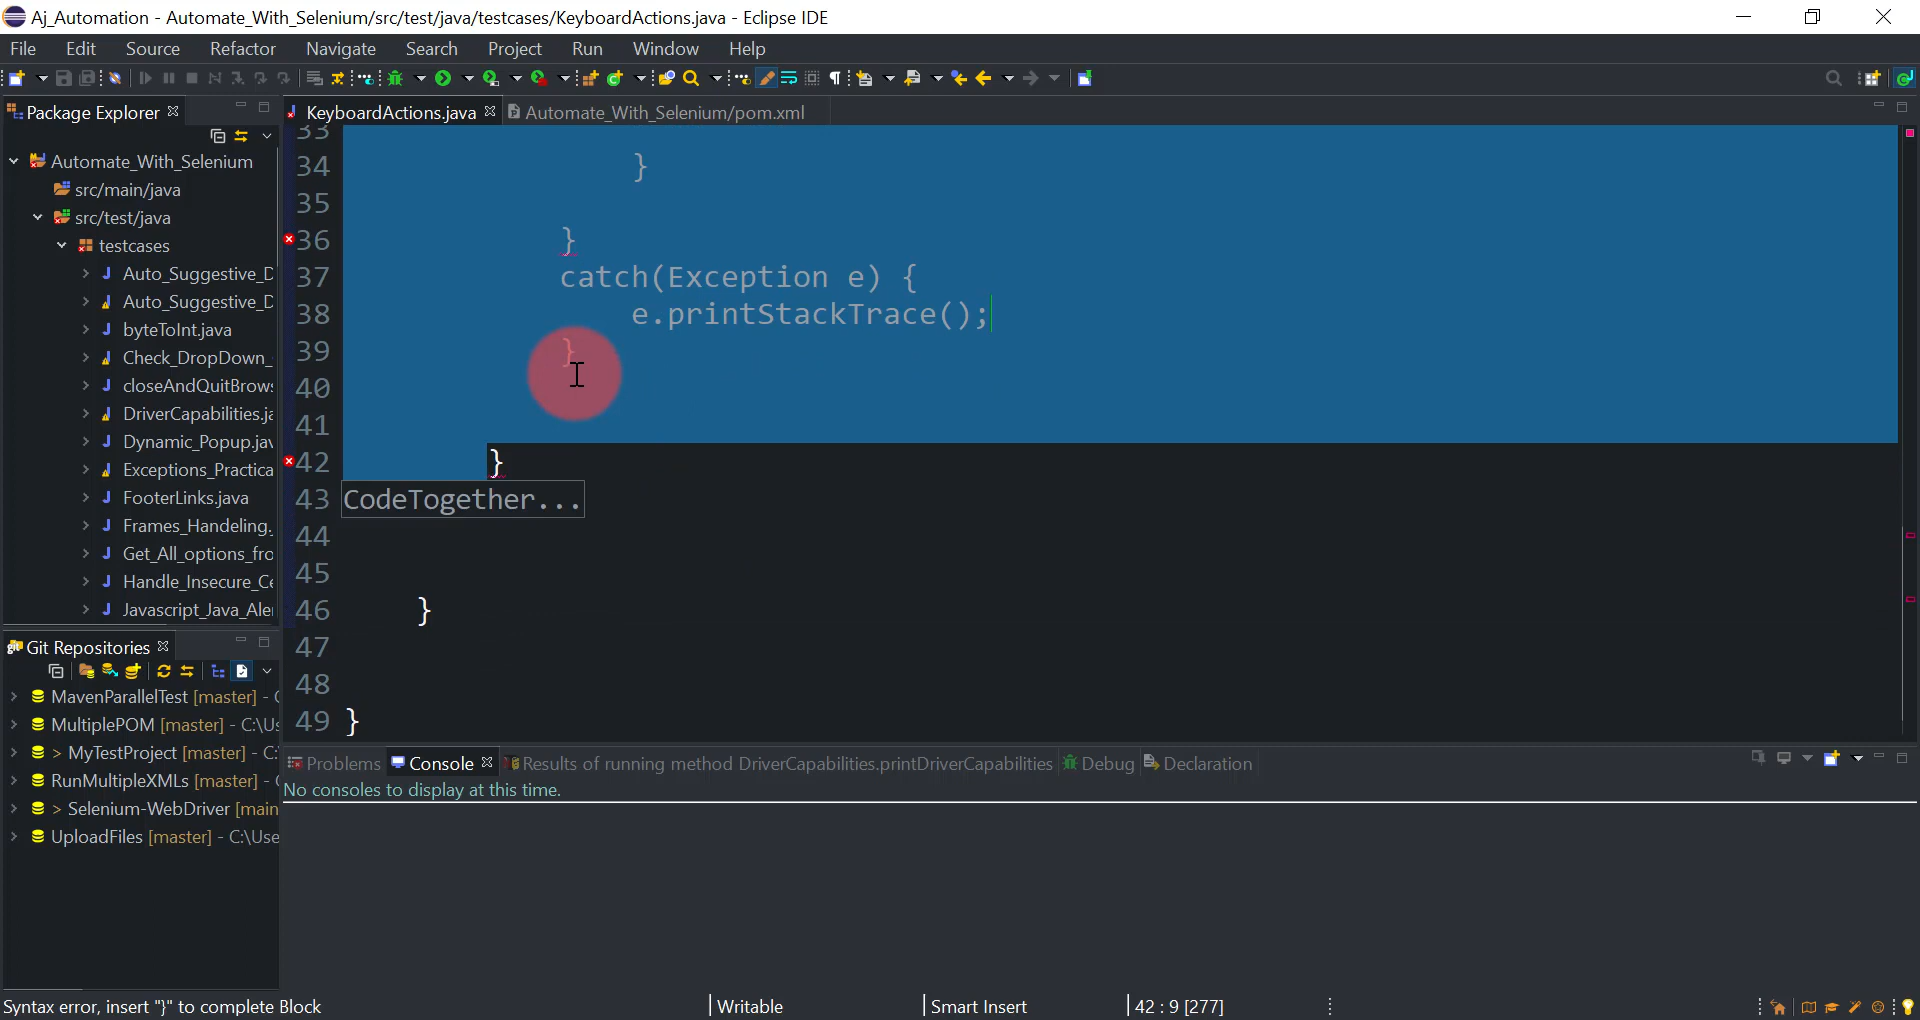 Aj_Automation - Automate_With_Selenium/src/test/java/testcases/KeyboardActions.java - Eclipse IDE
File Edit Source Refactor Navigate Search Project Run Window Help
Package Explorer
Automate_With_Selenium
src/main/java
src/test/java
testcases
Auto_Suggestive_D
Auto_Suggestive_D
byteToInt.java
Check_DropDown_
closeAndQuitBrows
DriverCapabilities.ja
Dynamic_Popup.jav
Exceptions_Practica
FooterLinks.java
Frames_Handeling.
Get_All_options_fro
Handle_Insecure_Ce
Javascript_Java_Aler
KeyboardActions.java Automate_With_Selenium/pom.xml
33
34 }
35
36 }
37 catch(Exception e) {
38 e.printStackTrace();
39 }
40
41
42 }
43 CodeTogether...
44
45
46 }
47
48
49 }
Git Repositories
MavenParallelTest [master] - C
MultiplePOM [master] - C:\Us
> MyTestProject [master] - C:
RunMultipleXMLs [master] - C
> Selenium-WebDriver [main
UploadFiles [master] - C:\Use
Problems Console Results of running method DriverCapabilities.printDriverCapabilities Debug Declaration
No consoles to display at this time.
Syntax error, insert "}" to complete Block Writable Smart Insert 42 : 9 [277]